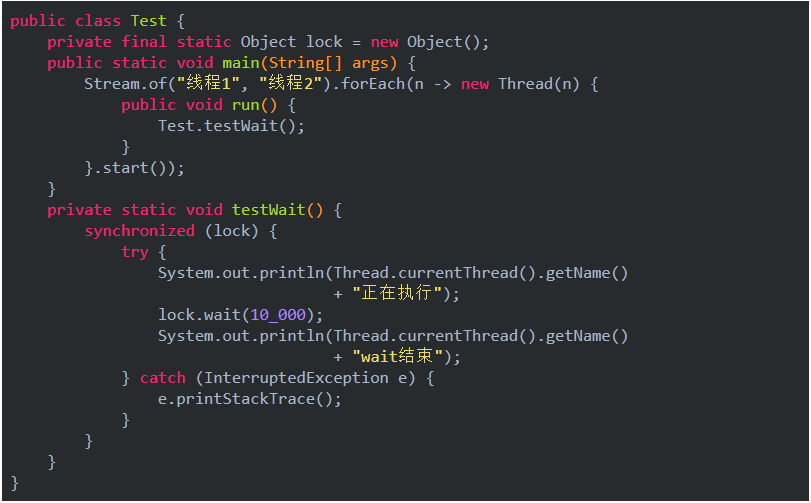 public class Test {
    private final static Object lock = new Object();
    public static void main(String[] args) {
        Stream.of("线程1", "线程2").forEach(n -> new Thread(n) {
            public void run() {
                Test.testWait();
            }
        }.start());
    }
    private static void testWait() {
        synchronized (lock) {
            try {
                System.out.println(Thread.currentThread().getName()
                                   + "正在执行");
                lock.wait(10_000);
                System.out.println(Thread.currentThread().getName()
                                   + "wait结束");
            } catch (InterruptedException e) {
                e.printStackTrace();
            }
        }
    }
}